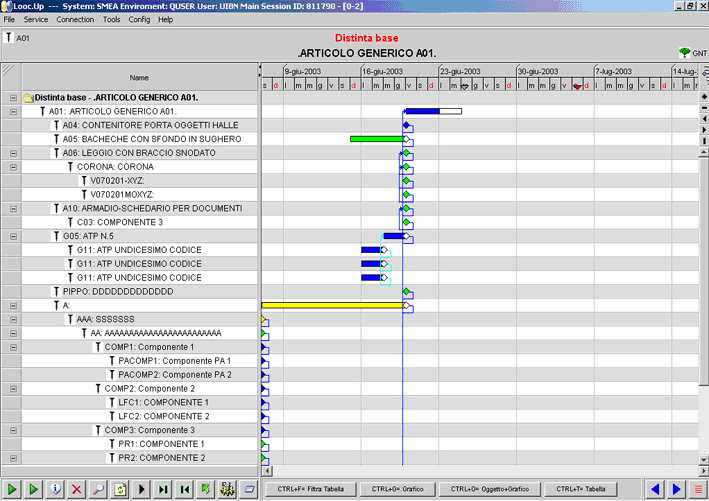 Looc.Up --- System: SMEA Enviroment: QUSER User: UIBN Main Session ID: 811790 - [0-2]
File Service Connection Tools Config Help
A01
Distinta base
.ARTICOLO GENERICO A01.
GNT
Name
9-giu-2003 16-giu-2003 23-giu-2003 30-giu-2003 7-lug-2003 14-lug-
s d l m m g v s d l m m g v s d l m m g v s d l m m g v s d l m m g v s d l m
Distinta base - .ARTICOLO GENERICO A01.
A01: .ARTICOLO GENERICO A01.
A04: CONTENITORE PORTA OGGETTI HALLE
A05: BACHECHE CON SFONDO IN SUGHERO
A06: LEGGIO CON BRACCIO SNODATO
CORONA: CORONA
V070201-XYZ:
V070201MOXYZ:
A10: ARMADIO-SCHEDARIO PER DOCUMENTI
C03: COMPONENTE 3
G05: ATP N.5
G11: ATP UNDICESIMO CODICE
G11: ATP UNDICESIMO CODICE
G11: ATP UNDICESIMO CODICE
PIPPO: DDDDDDDDDDDDD
A:
AAA: SSSSSSS
AA: AAAAAAAAAAAAAAAAAAAAAAAA
COMP1: Componente 1
PACOMP1: Componente PA 1
PACOMP2: Componente PA 2
COMP2: Componente 2
LFC1: COMPONENTE 1
LFC2: COMPONENTE 2
COMP3: Componente 3
PR1: COMPONENTE 1
PR2: COMPONENTE 2
CTRL+F= Filtra Tabella CTRL+G= Grafico CTRL+O= Oggetto+Grafico CTRL+T= Tabella